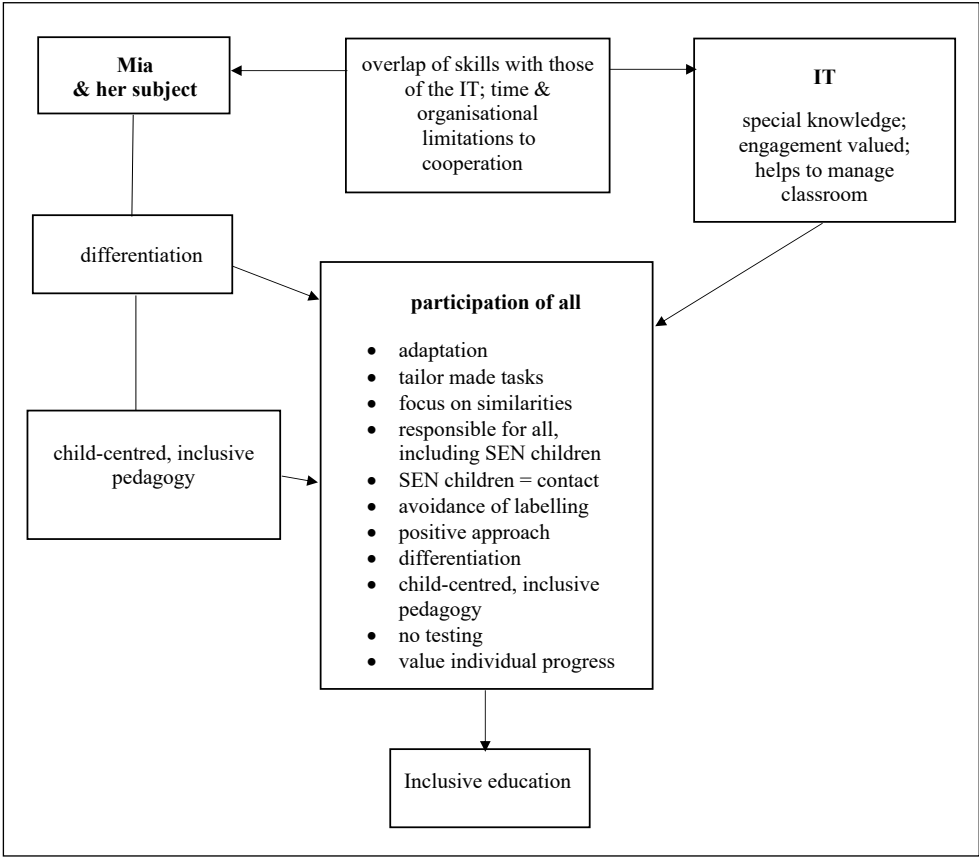 Mia
& her subject
overlap of skills with those
of the IT; time &
organisational
limitations to
cooperation
IT
special knowledge;
engagement valued;
helps to manage
classroom
differentiation
child-centred, inclusive
pedagogy
participation of all
• adaptation
• tailor made tasks
• focus on similarities
• responsible for all,
including SEN children
• SEN children = contact
• avoidance of labelling
• positive approach
• differentiation
• child-centred, inclusive
pedagogy
• no testing
• value individual progress
Inclusive education